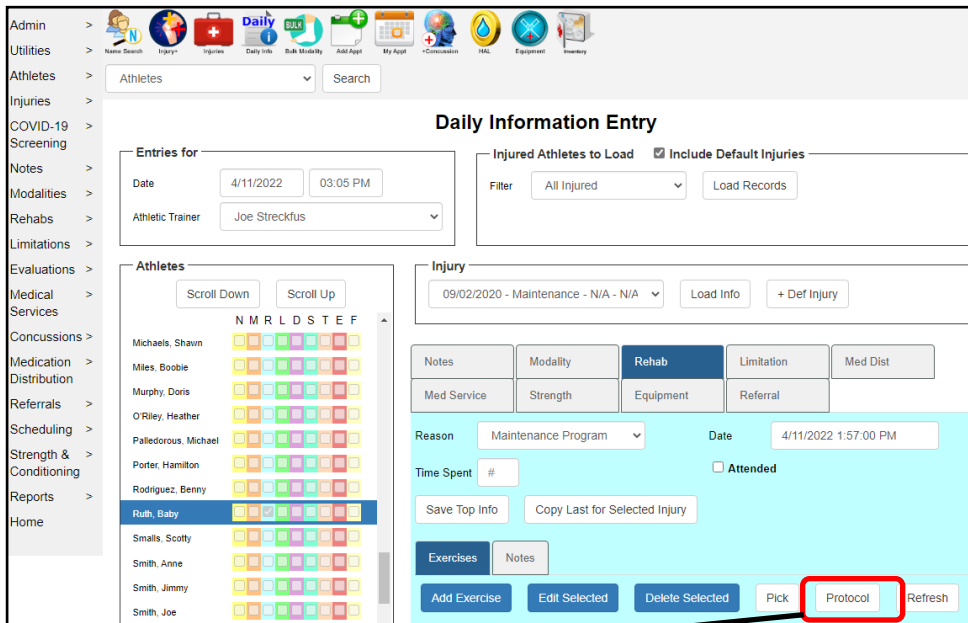 Admin >
Utilities >
Athletes >
Injuries >
COVID-19 Screening >
Notes >
Modalities >
Rehabs >
Limitations >
Evaluations >
Medical Services >
Concussions >
Medication Distribution >
Referrals >
Scheduling >
Strength & Conditioning >
Reports >
Home
N Daily BULK
Name Search Injury+ Injuries Daily Info Bulk Modality Add Appt My Appt +Concussion HAL Equipment Inventory
Athletes Search
Daily Information Entry
Entries for
Date 4/11/2022 03:05 PM
Athletic Trainer Joe Streckfus
Injured Athletes to Load Include Default Injuries
Filter All Injured Load Records
Athletes
Scroll Down Scroll Up
N M R L D S T E F
Michaels, Shawn
Miles, Boobie
Murphy, Doris
O'Riley, Heather
Palledorous, Michael
Porter, Hamilton
Rodriguez, Benny
Ruth, Baby
Smalls, Scotty
Smith, Anne
Smith, Jimmy
Smith, Joe
Injury
09/02/2020 - Maintenance - N/A - N/A Load Info + Def Injury
Notes Modality Rehab Limitation Med Dist
Med Service Strength Equipment Referral
Reason Maintenance Program Date 4/11/2022 1:57:00 PM
Time Spent # Attended
Save Top Info Copy Last for Selected Injury
Exercises Notes
Add Exercise Edit Selected Delete Selected Pick Protocol Refresh